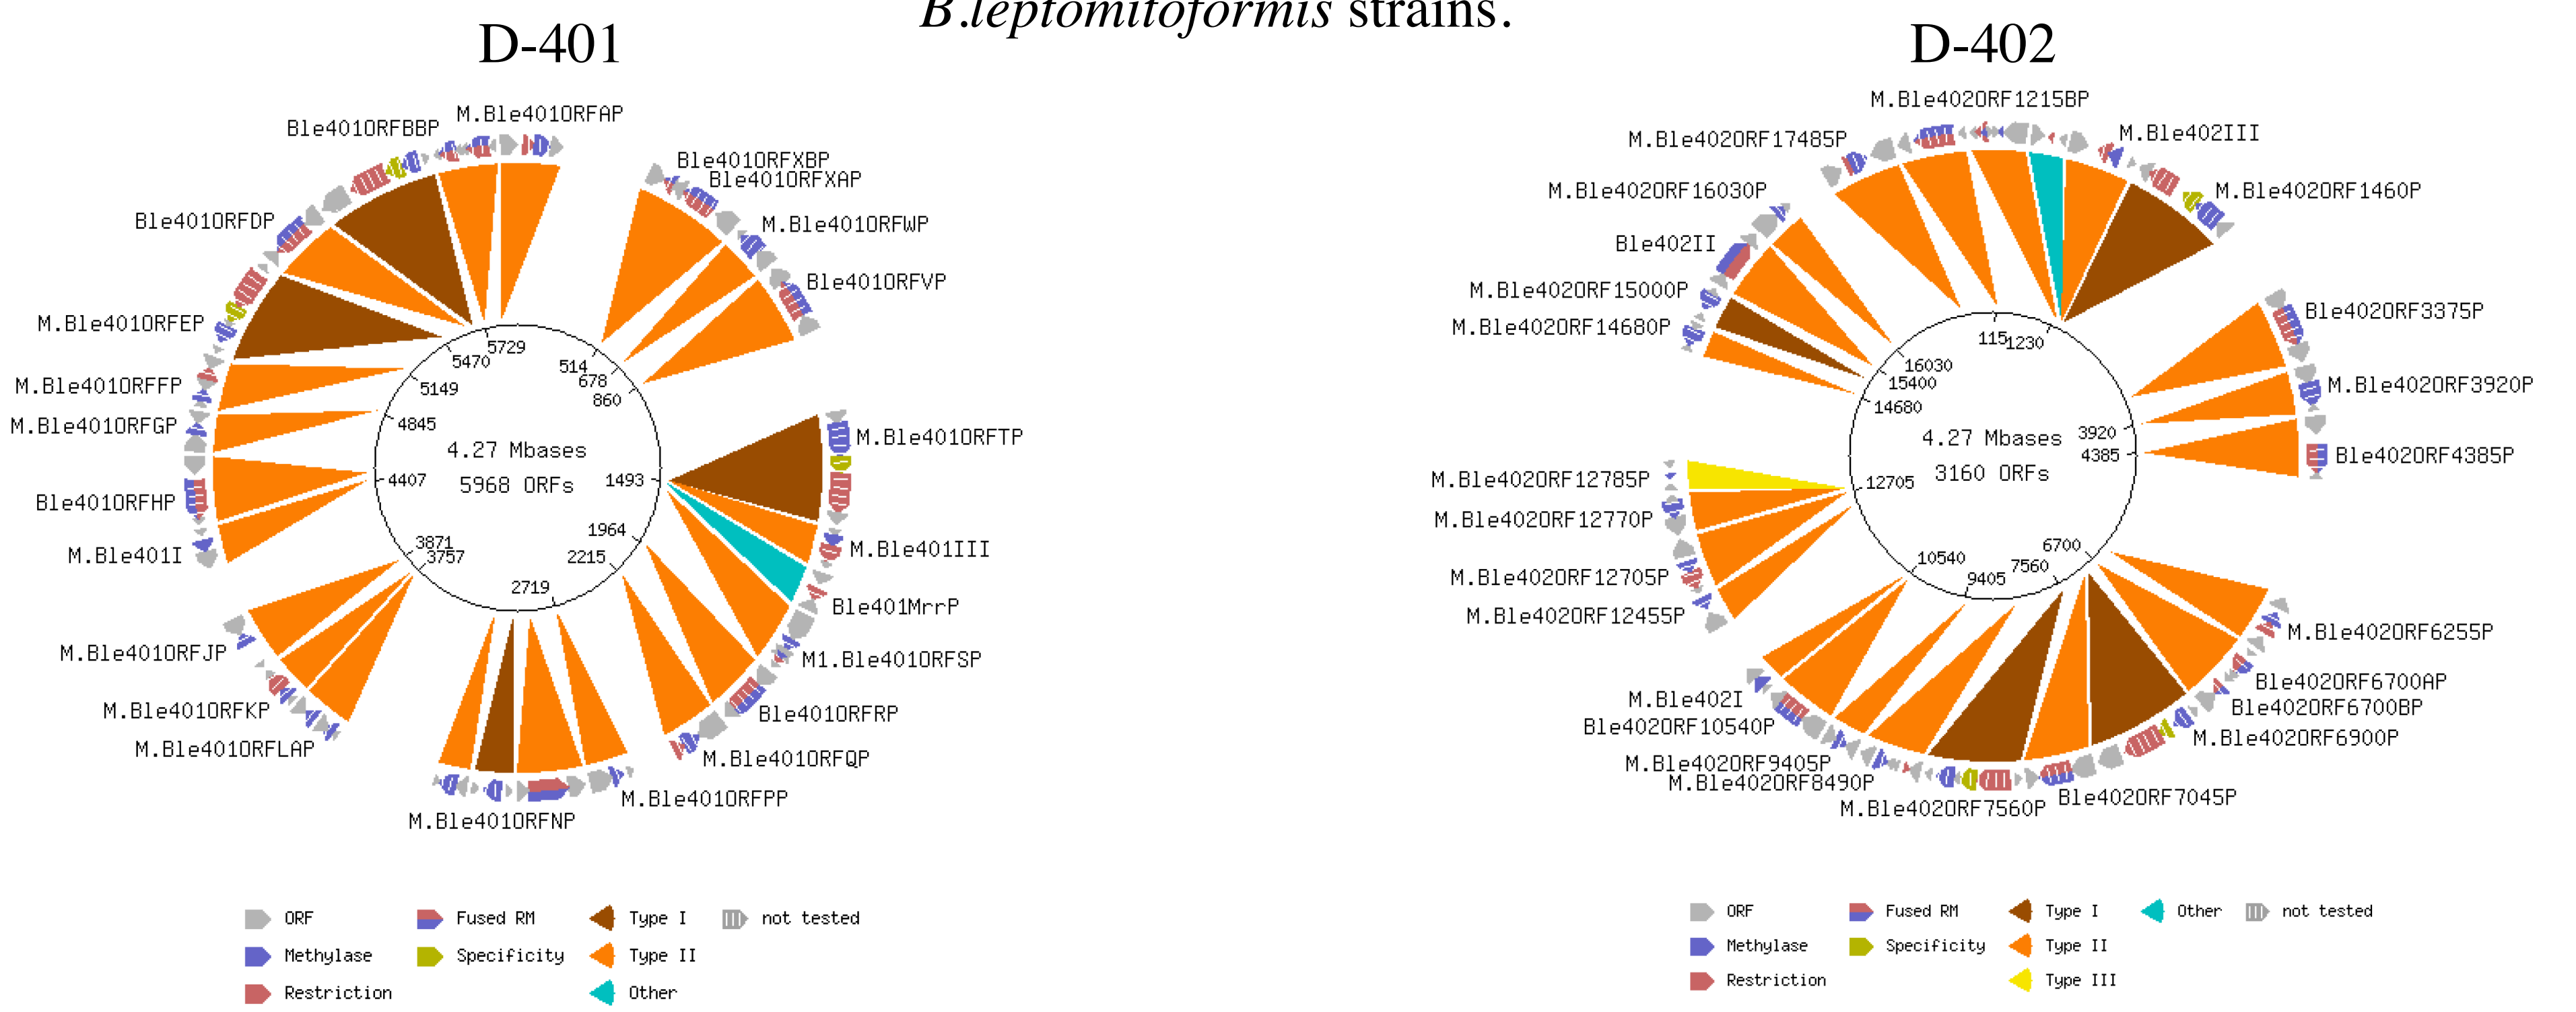 B.leptomitoformis strains.
D-401
M.Ble401ORFAP
Ble401ORFBBP
Ble401ORFXBP
Ble401ORFXAP
M.Ble401ORFWP
Ble401ORFVP
Ble401ORFDP
M.Ble401ORFEP
M.Ble401ORFFP
M.Ble401ORFGP
Ble401ORFHP
M.Ble401I
M.Ble401ORFJP
M.Ble401ORFKP
M.Ble401ORFLAP
M.Ble401ORFNP
M.Ble401ORFPP
M.Ble401ORFQP
Ble401ORFRP
M1.Ble401ORFSP
Ble401MrrP
M.Ble401III
M.Ble401ORFTP
5729
5470
5149
4845
4407
3871
3757
2719
2215
1964
1493
860
678
514
4.27 Mbases
5968 ORFs
ORF
Methylase
Restriction
Fused RM
Specificity
Type I
Type II
Other
not tested
D-402
M.Ble402ORF1215BP
M.Ble402III
M.Ble402ORF1460P
Ble402ORF3375P
M.Ble402ORF3920P
Ble402ORF4385P
M.Ble402ORF6255P
Ble402ORF6700AP
Ble402ORF6700BP
M.Ble402ORF6900P
Ble402ORF7045P
M.Ble402ORF7560P
M.Ble402ORF8490P
M.Ble402ORF9405P
Ble402ORF10540P
M.Ble402I
M.Ble402ORF12455P
M.Ble402ORF12705P
M.Ble402ORF12770P
M.Ble402ORF12785P
M.Ble402ORF14680P
M.Ble402ORF15000P
Ble402II
M.Ble402ORF16030P
M.Ble402ORF17485P
115
1230
3920
4385
6700
7560
9405
10540
12705
14680
15400
16030
4.27 Mbases
3160 ORFs
ORF
Methylase
Restriction
Fused RM
Specificity
Type I
Type II
Type III
Other
not tested